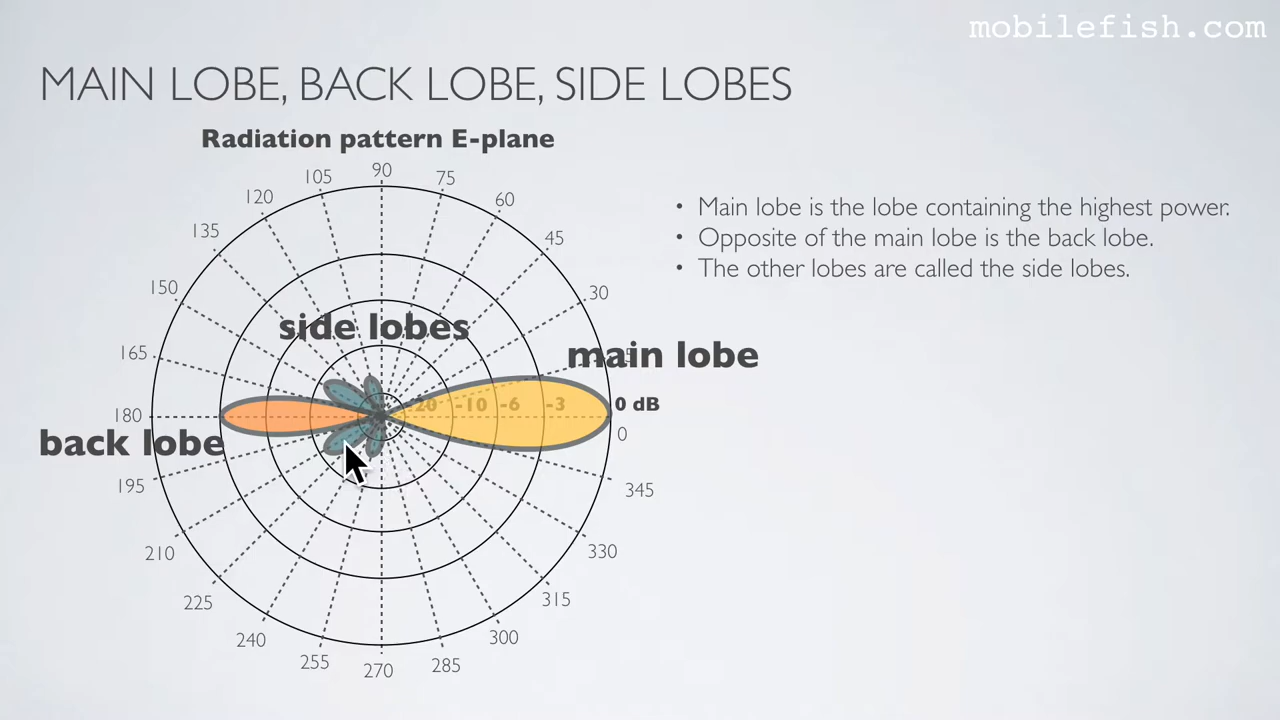 mobilefish.com
MAIN LOBE, BACK LOBE, SIDE LOBES
Radiation pattern E-plane
90
105
75
120
60
135
45
150
30
165
180
195
345
210
330
225
315
240
300
255
285
270
0
side lobes
main lobe
back lobe
-20 -10 -6 -3 0 dB
• Main lobe is the lobe containing the highest power.
• Opposite of the main lobe is the back lobe.
• The other lobes are called the side lobes.